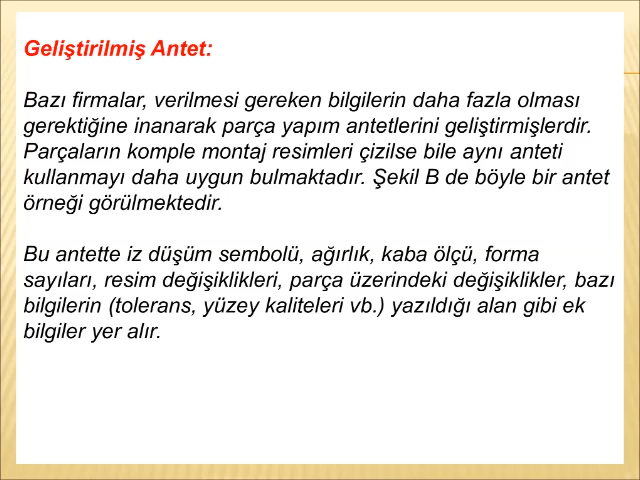 Geliştirilmiş Antet:
Bazı firmalar, verilmesi gereken bilgilerin daha fazla olması
gerektiğine inanarak parça yapım antetlerini geliştirmişlerdir.
Parçaların komple montaj resimleri çizilse bile aynı anteti
kullanmayı daha uygun bulmaktadır. Şekil B de böyle bir antet
örneği görülmektedir.
Bu antette iz düşüm sembolü, ağırlık, kaba ölçü, forma
sayıları, resim değişiklikleri, parça üzerindeki değişiklikler, bazı
bilgilerin (tolerans, yüzey kaliteleri vb.) yazıldığı alan gibi ek
bilgiler yer alır.